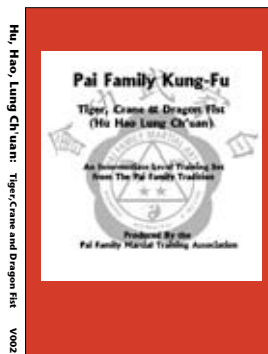 Hu, Hao, Lung Ch'uan: Tiger, Crane and Dragon Fist V002
Pai Family Kung-Fu
Tiger, Crane & Dragon Fist
(Hu Hao Lung Ch'uan)
FAMILY MARTIAL
An Intermediate Level Training Set
from The Pai Family Tradition
Produced By the
Pai Family Martial Training Association